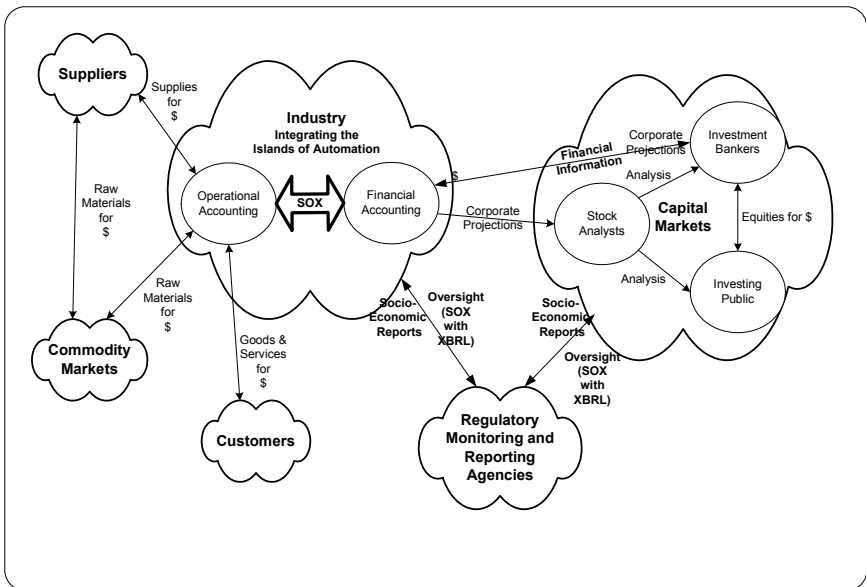 Suppliers
Supplies
for
$
Industry
Integrating the
Islands of Automation
Operational
Accounting
SOX
Financial
Accounting
$
Financial
Information
Corporate
Projections
Investment
Bankers
Analysis
Corporate
Projections
Stock
Analysts
Capital
Markets
Equities for $
Analysis
Investing
Public
Raw
Materials
for
$
Raw
Materials
for
$
Commodity
Markets
Goods &
Services
for
$
Customers
Socio-
Economic
Reports
Oversight
(SOX
with
XBRL)
Socio-
Economic
Reports
Oversight
(SOX
with
XBRL)
Regulatory
Monitoring and
Reporting
Agencies